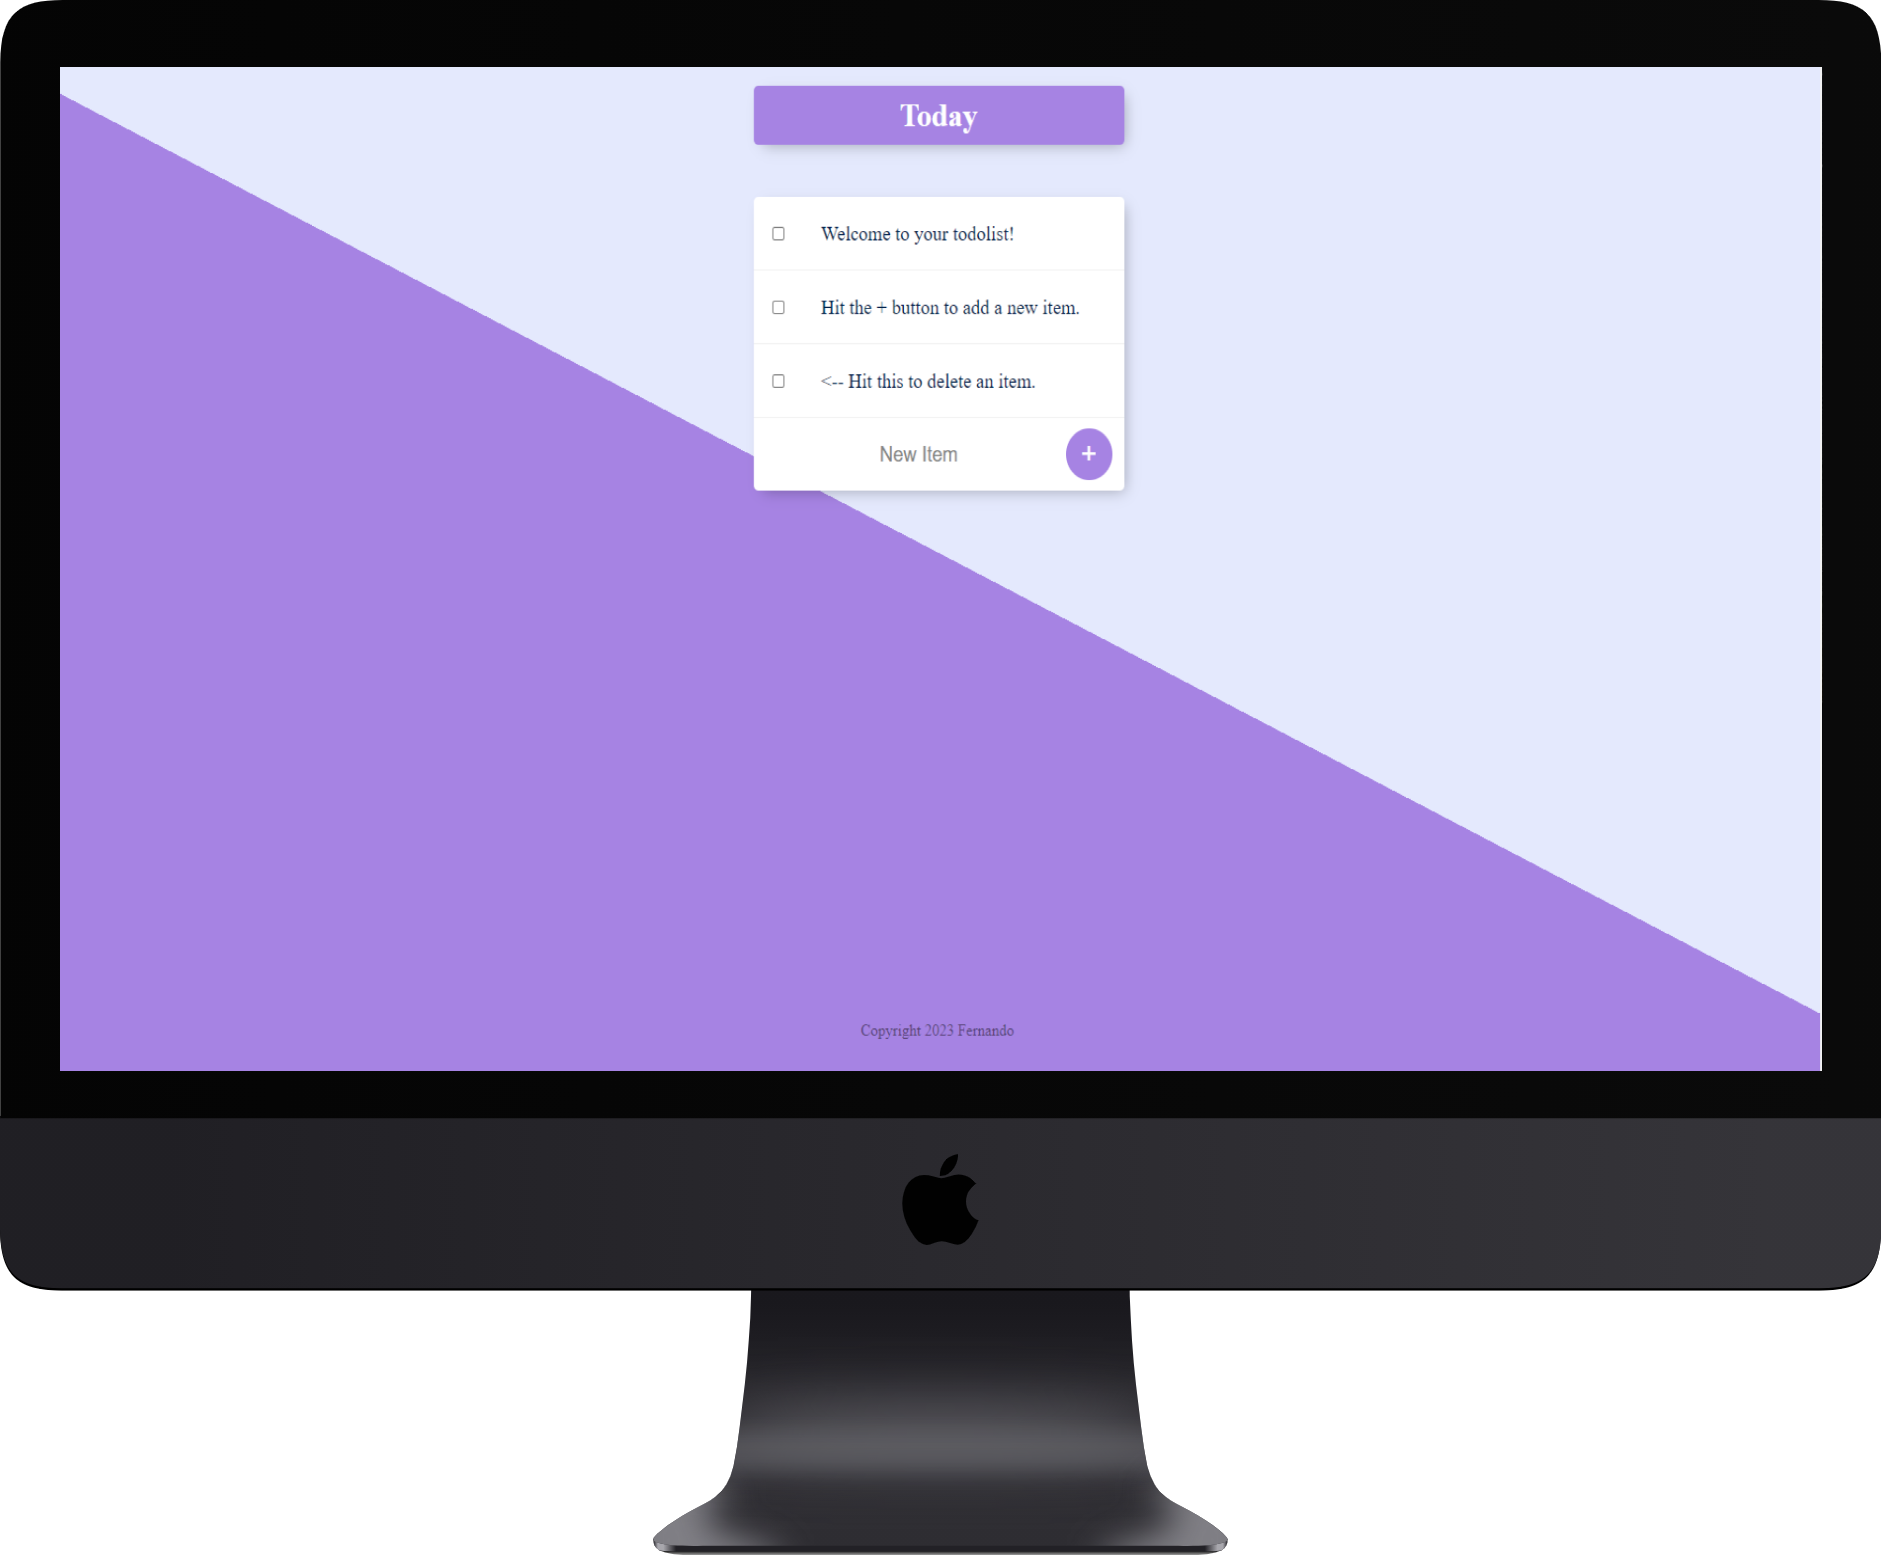 Today
Welcome to your todolist!
Hit the + button to add a new item.
<-- Hit this to delete an item.
New Item
+
Copyright 2023 Fernando